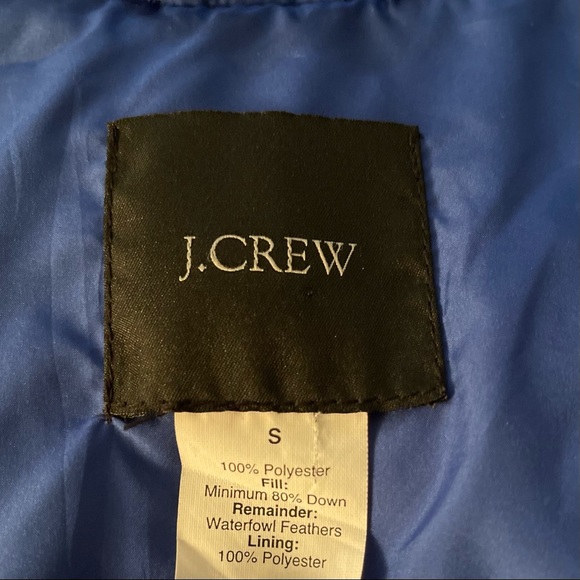 J.CREW
S
100% Polyester
Fill:
Minimum 80% Down
Remainder:
Waterfowl Feathers
Lining:
100% Polyester